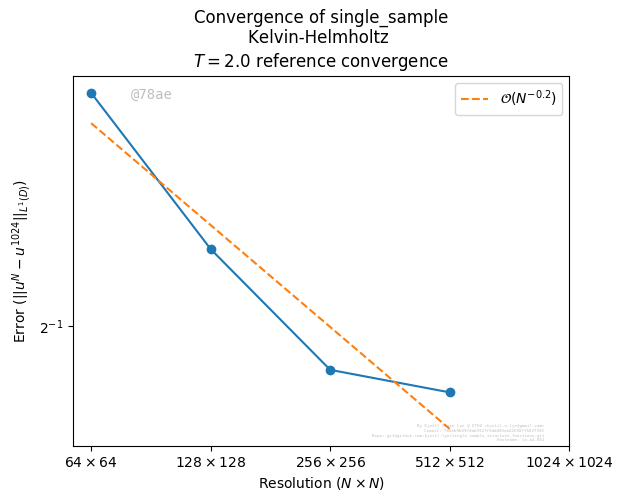 Convergence of single_sample
Kelvin-Helmholtz
T = 2.0 reference convergence
@78ae
O(N^{-0.2})
Error (||u^N − u^{1024}||_{L^1(D)})
2^{-1}
64 × 64
128 × 128
256 × 256
512 × 512
1024 × 1024
Resolution (N × N)